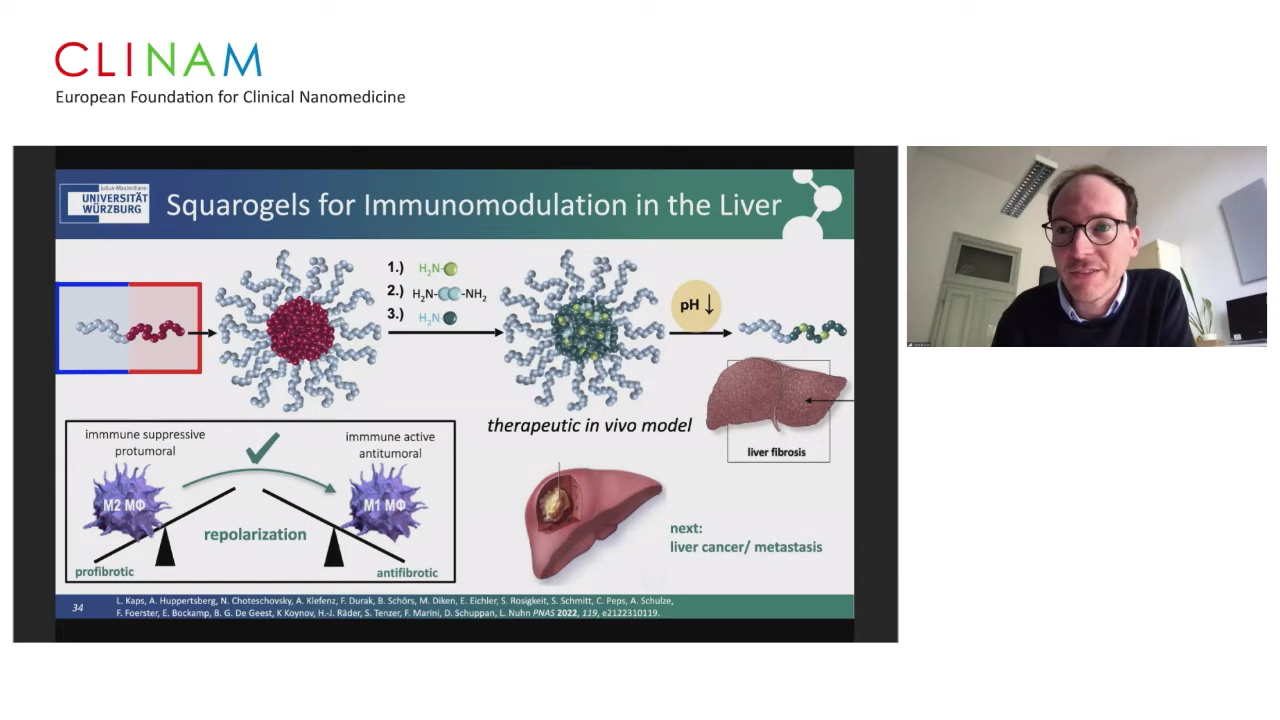 CLINAM
European Foundation for Clinical Nanomedicine
Julius-Maximilians-
UNIVERSITÄT
WÜRZBURG
Squarogels for Immunomodulation in the Liver
1.) H₂N-
2.) H₂N- -NH₂
3.) H₂N-
pH ↓
therapeutic in vivo model
liver fibrosis
immmune suppressive
protumoral
immmune active
antitumoral
M2 MΦ
M1 MΦ
repolarization
profibrotic
antifibrotic
next:
liver cancer/ metastasis
34
L. Kaps, A. Huppertsberg, N. Choteschovsky, A. Klefenz, F. Durak, B. Schörs, M. Diken, E. Eichler, S. Rosigkeit, S. Schmitt, C. Peps, A. Schulze,
F. Foerster, E. Bockamp, B. G. De Geest, K Koynov, H.-J. Räder, S. Tenzer, F. Marini, D. Schuppan, L. Nuhn PNAS 2022, 119, e2122310119.